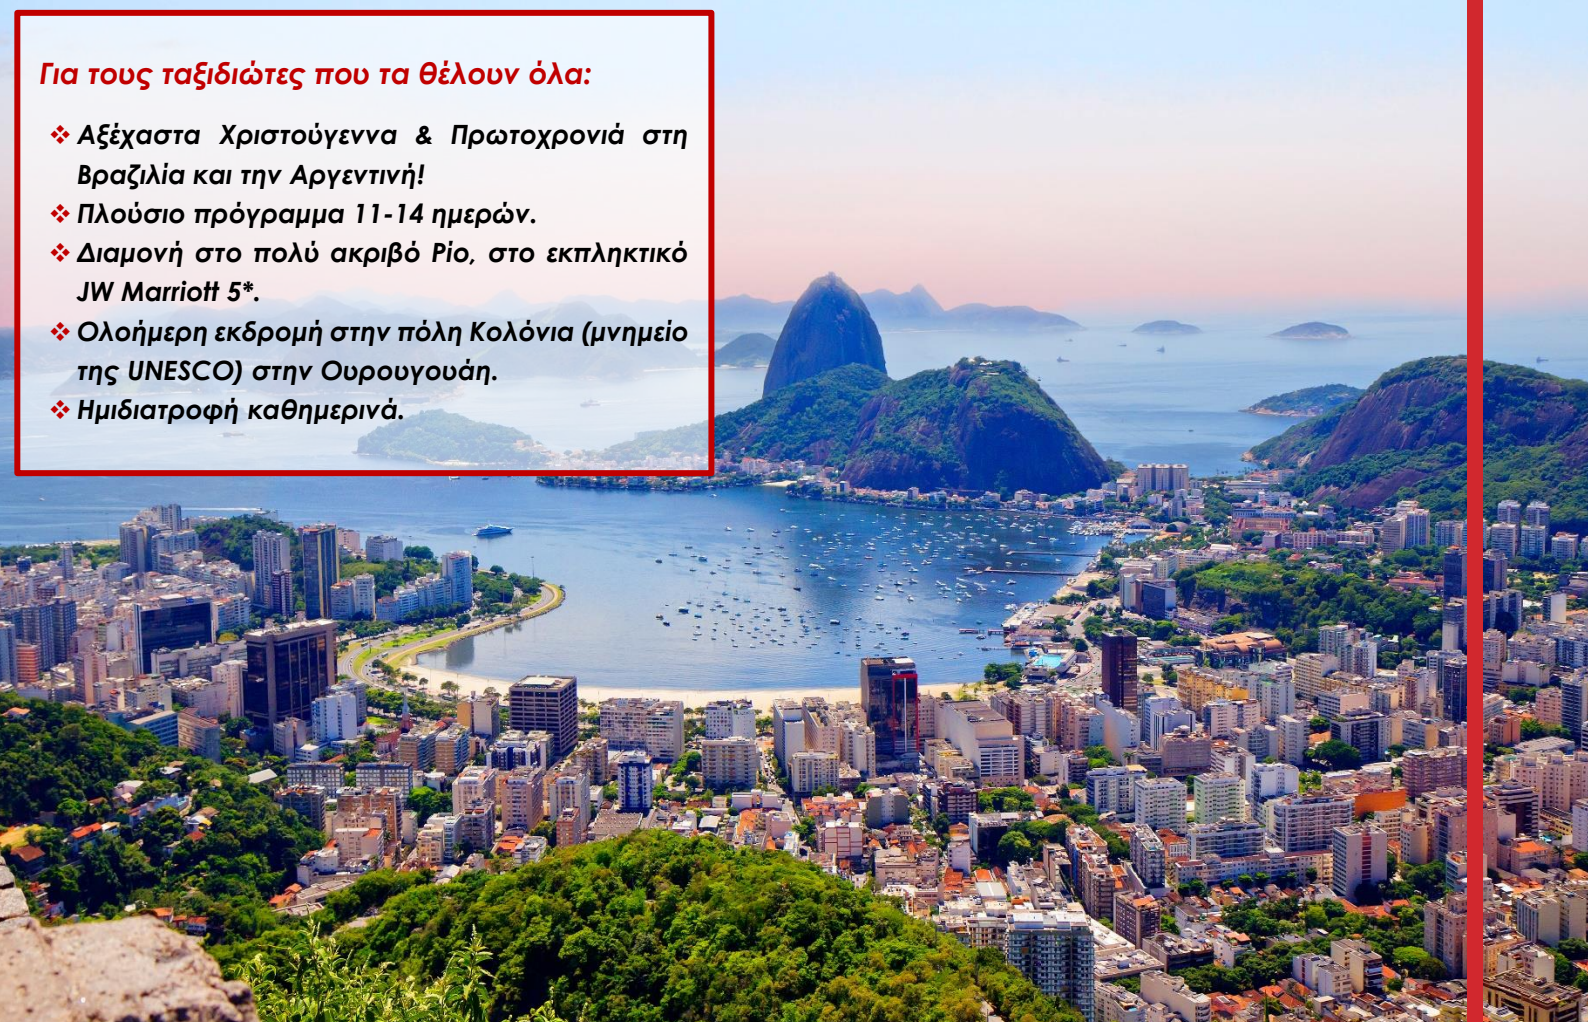 Για τους ταξιδιώτες που τα θέλουν όλα:
❖ Αξέχαστα Χριστούγεννα & Πρωτοχρονιά στη
Βραζιλία και την Αργεντινή!
❖ Πλούσιο πρόγραμμα 11-14 ημερών.
❖ Διαμονή στο πολύ ακριβό Ρίο, στο εκπληκτικό
JW Marriott 5*.
❖ Ολοήμερη εκδρομή στην πόλη Κολόνια (μνημείο
της UNESCO) στην Ουρουγουάη.
❖ Ημιδιατροφή καθημερινά.